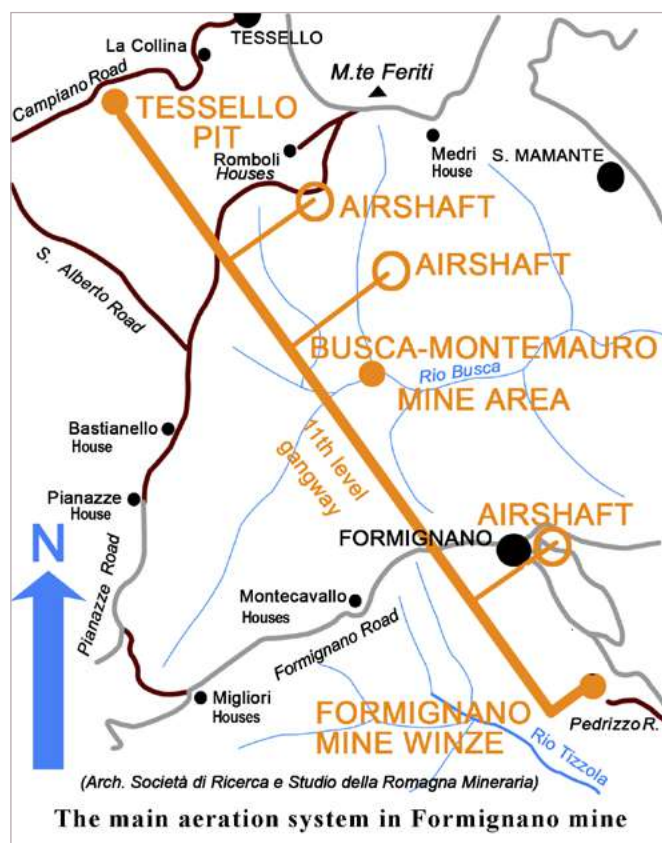 La Collina
TESSELLO
Campiano Road
M.te Feriti
TESSELLO
PIT
Romboli
Houses
Medri
House
S. MAMANTE
AIRSHAFT
S. Alberto Road
AIRSHAFT
BUSCA-MONTEMAURO
Rio Busca
MINE AREA
11th level
gangway
Bastianello
House
Pianazze
House
AIRSHAFT
N
FORMIGNANO
Pianazze Road
Montecavallo
Houses
Formignano Road
Migliori
Houses
FORMIGNANO
MINE WINZE
Pedrizzo R.
Rio Tizzola
(Arch. Società di Ricerca e Studio della Romagna Mineraria)
The main aeration system in Formignano mine